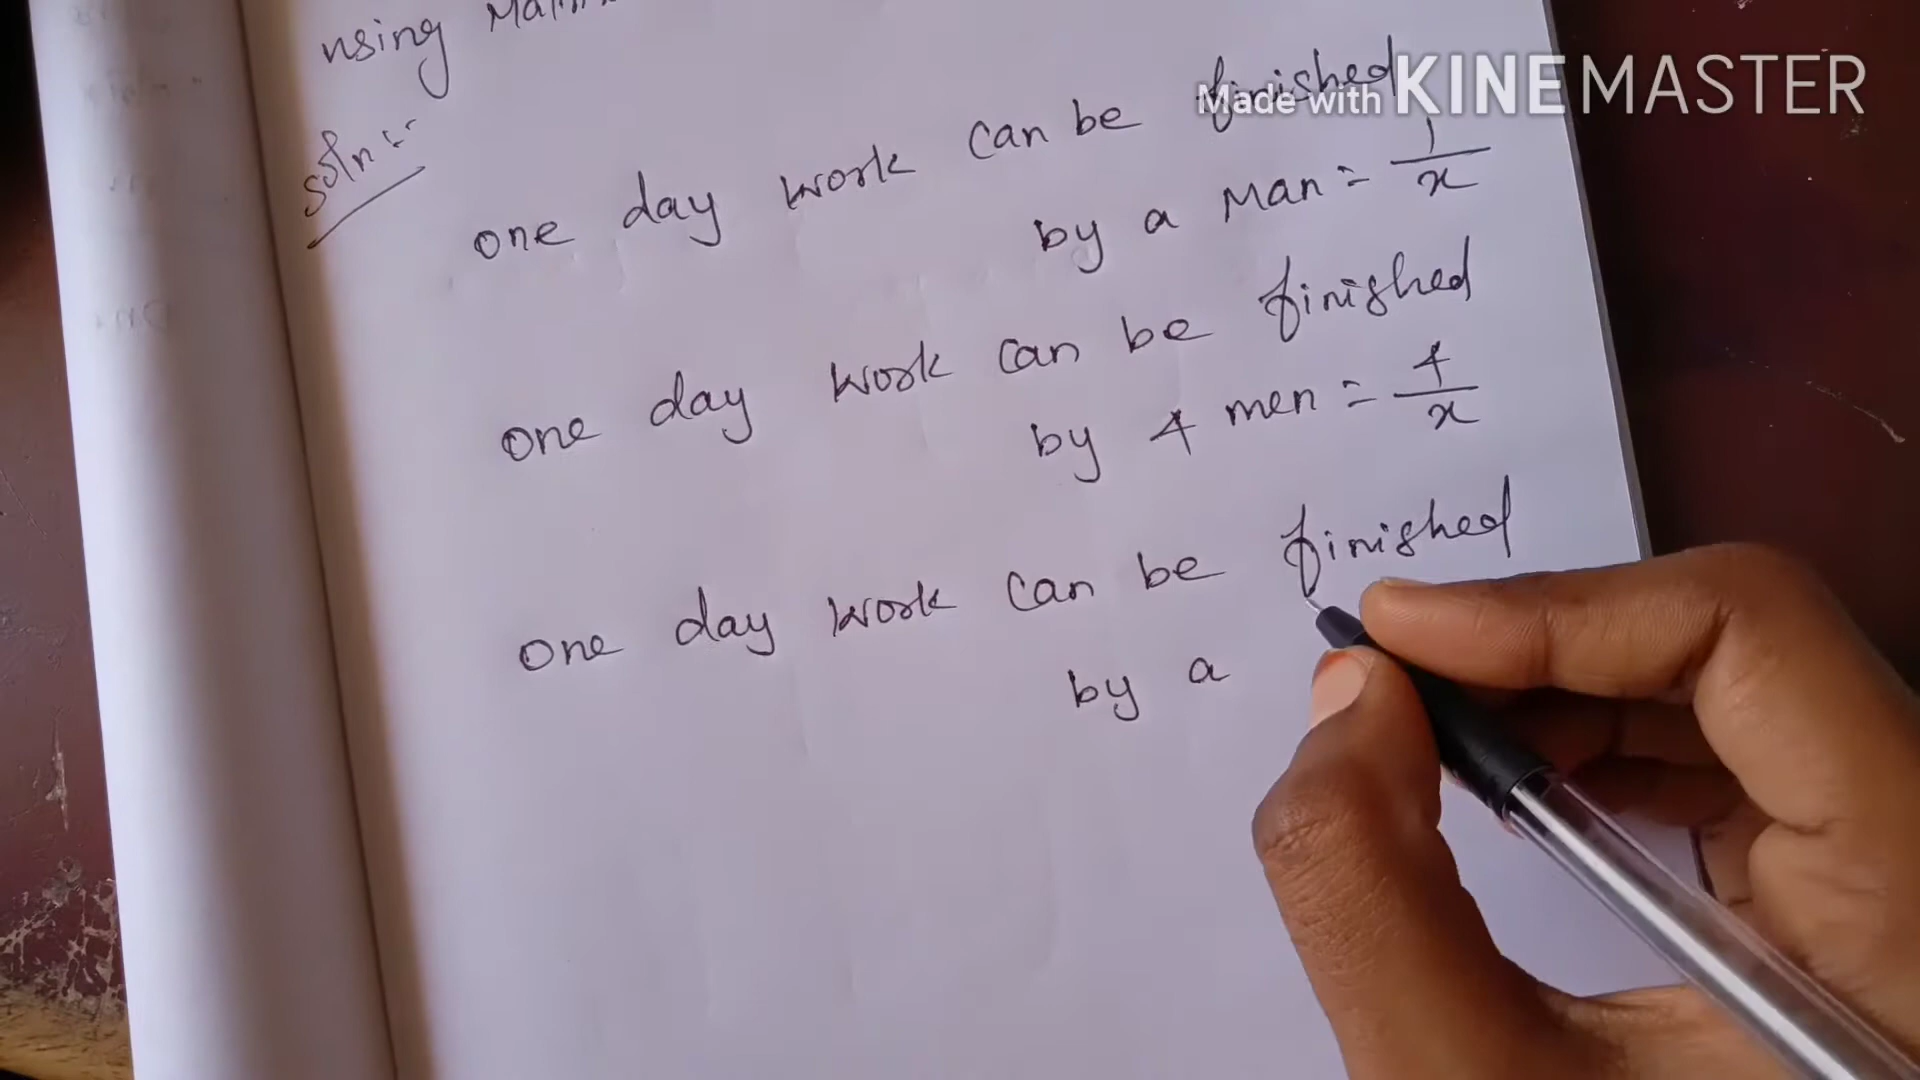 using
Made with KINEMASTER
soln:-
one day work can be finished
by a Man = 1/x
one day work can be finished
by 4 men = 4/x
one day work can be finished
by a